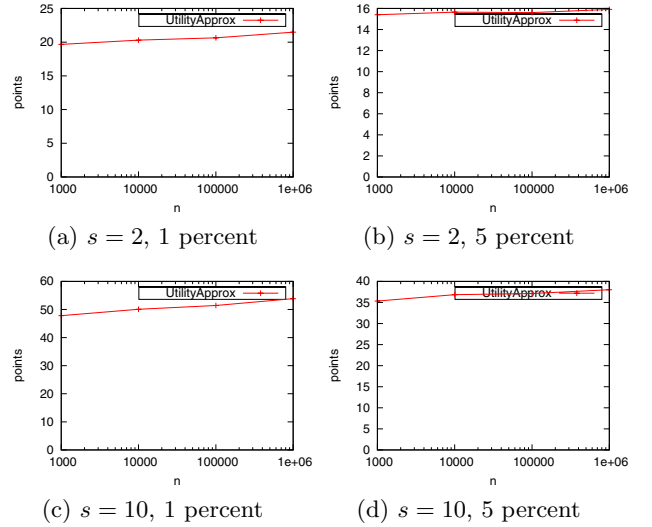 25
20
15
10
5
0
points
UtilityApprox
1000 10000 100000 1e+06
n
(a) s = 2, 1 percent
16
14
12
10
8
6
4
2
0
points
UtilityApprox
1000 10000 100000 1e+06
n
(b) s = 2, 5 percent
60
50
40
30
20
10
0
points
UtilityApprox
1000 10000 100000 1e+06
n
(c) s = 10, 1 percent
40
35
30
25
20
15
10
5
0
points
UtilityApprox
1000 10000 100000 1e+06
n
(d) s = 10, 5 percent